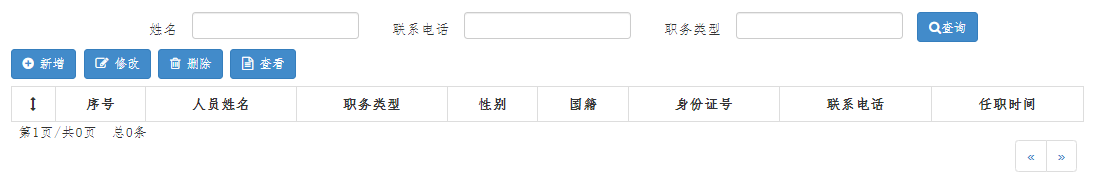 姓名 联系电话 职务类型 查询
新增 修改 删除 查看
序号 人员姓名 职务类型 性别 国籍 身份证号 联系电话 任职时间
第1页/共0页 总0条
« »